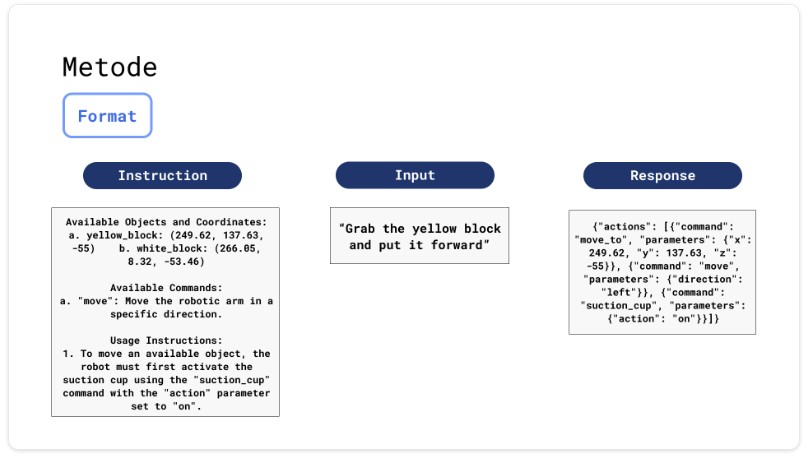 Metode
Format
Instruction
Available Objects and Coordinates:
a. yellow_block: (249.62, 137.63,
-55) b. white_block: (266.05,
8.32, -53.46)
Available Commands:
a. "move": Move the robotic arm in a
specific direction.
Usage Instructions:
1. To move an available object, the
robot must first activate the
suction cup using the "suction_cup"
command with the "action" parameter
set to "on".
Input
“Grab the yellow block
and put it forward”
Response
{"actions": [{"command":
"move_to", "parameters": {"x":
249.62, "y": 137.63, "z":
-55}}, {"command": "move",
"parameters": {"direction":
"left"}}, {"command":
"suction_cup", "parameters":
{"action": "on"}}]}